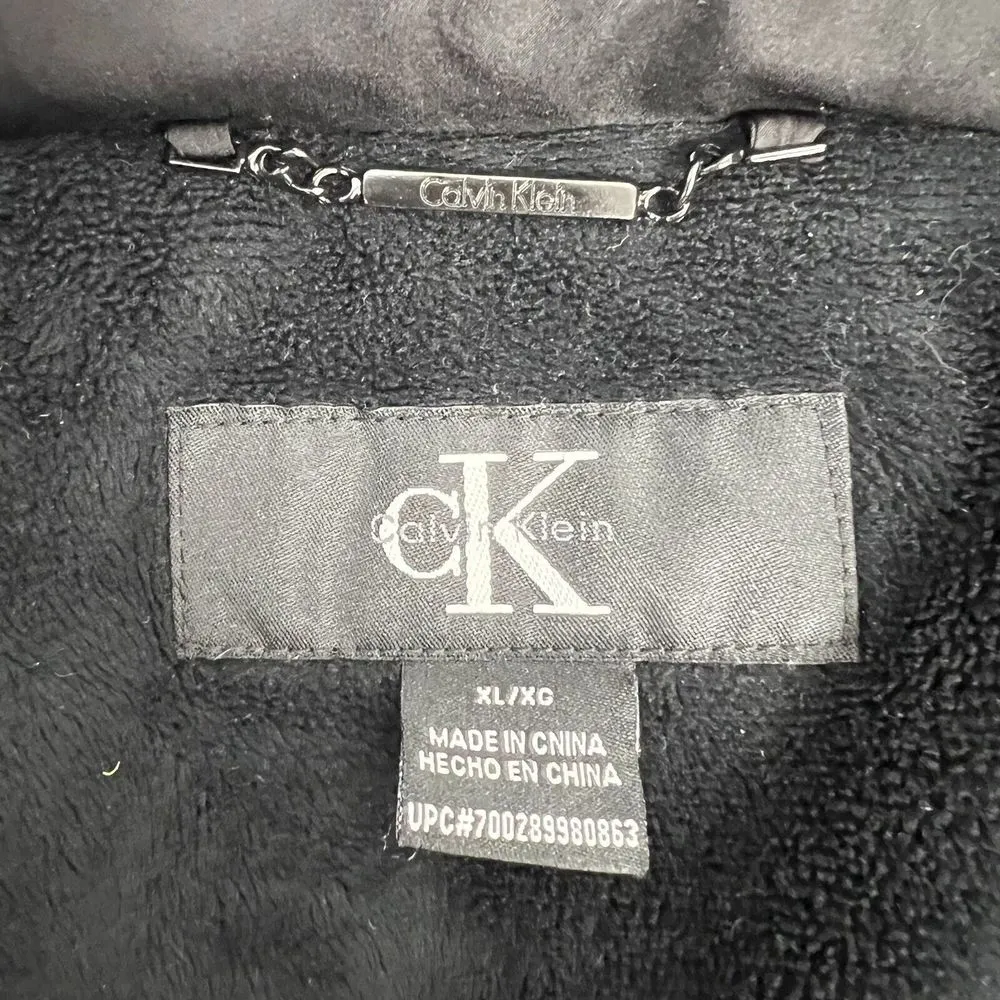 Calvin Klein
CK
Calvin Klein
XL/XG
MADE IN CNINA
HECHO EN CHINA
UPC#700289980863